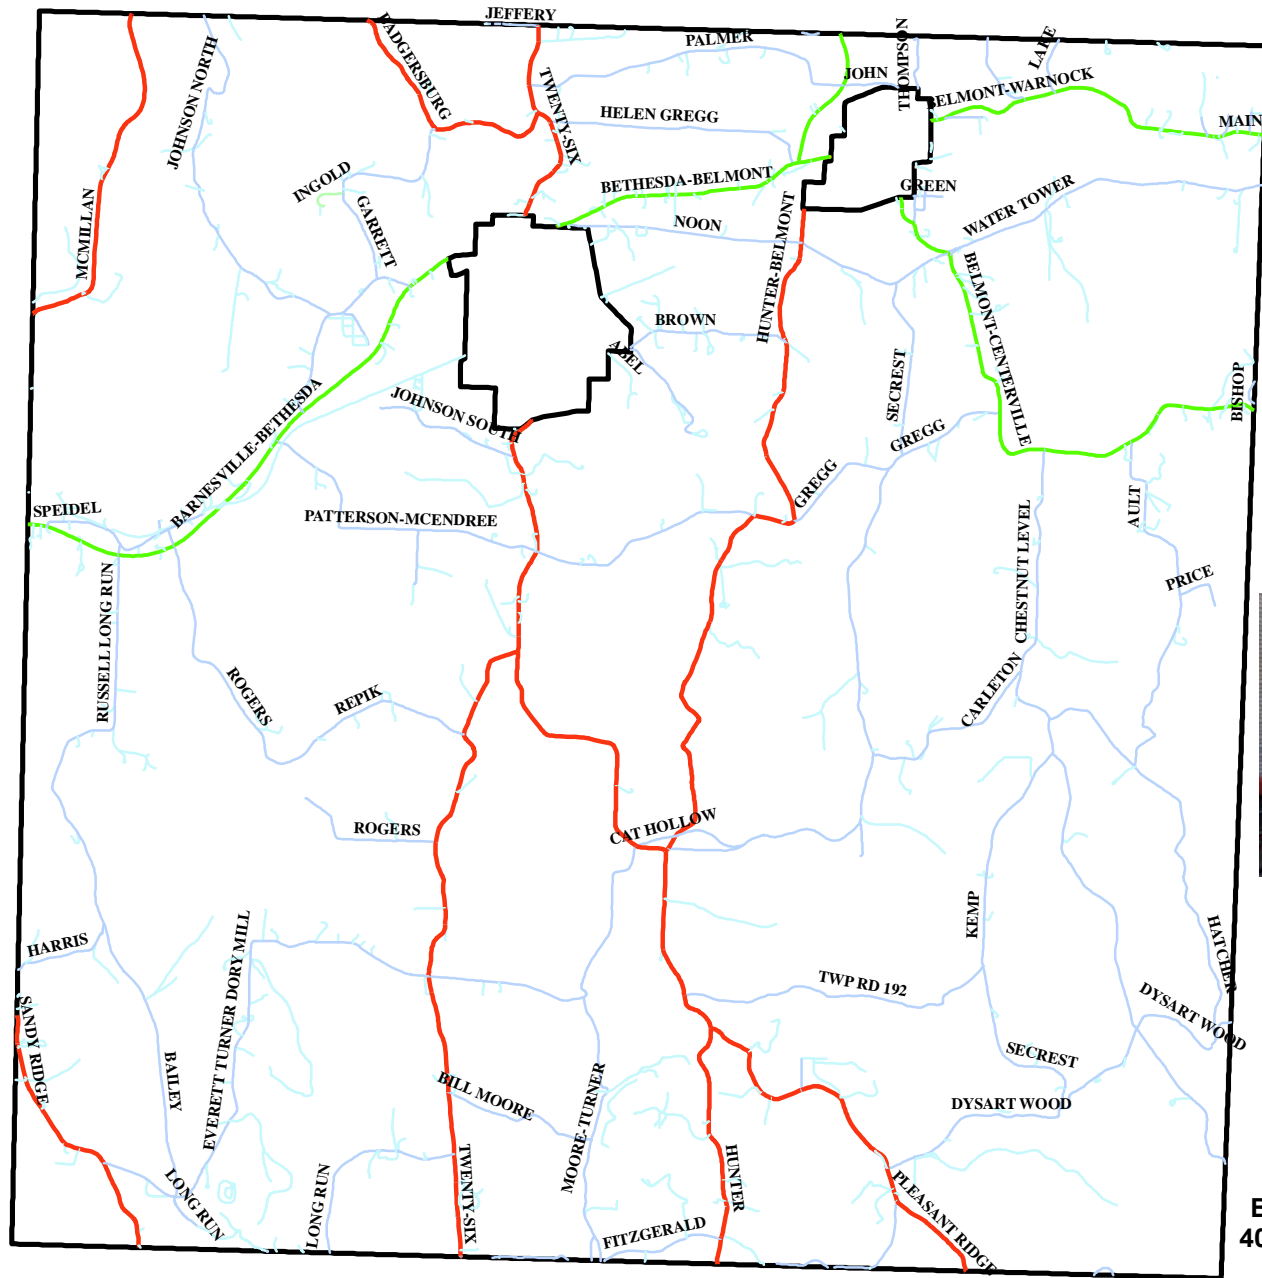 JEFFERY
BADGERSBURG
THOMPSON
PALMER
LAKE
JOHNSON NORTH
TWENTY-SIX
JOHN
BELMONT-WARNOCK
HELEN GREGG
MAIN
INGOLD
BETHESDA-BELMONT
GREEN
MCMILLAN
GARRETT
NOON
HUNTER-BELMONT
WATER TOWER
BELMONT-CENTERVILLE
BROWN
ABEL
SECREST
BISHOP
JOHNSON SOUTH
BARNESVILLE-BETHESDA
GREGG
GREGG
SPEIDEL
PATTERSON-MCENDREE
AULT
CHESTNUT LEVEL
PRICE
RUSSELL LONG RUN
ROGERS
REPIK
CARLETON
ROGERS
CAT HOLLOW
KEMP
HARRIS
EVERETT TURNER DORY MILL
HATCHER
TWP RD 192
DYSART WOOD
SANDY RIDGE
SECREST
BAILEY
BILL MOORE
MOORE-TURNER
DYSART WOOD
LONG RUN
LONG RUN
TWENTY-SIX
HUNTER
PLEASANT RIDGE
FITZGERALD
E
40